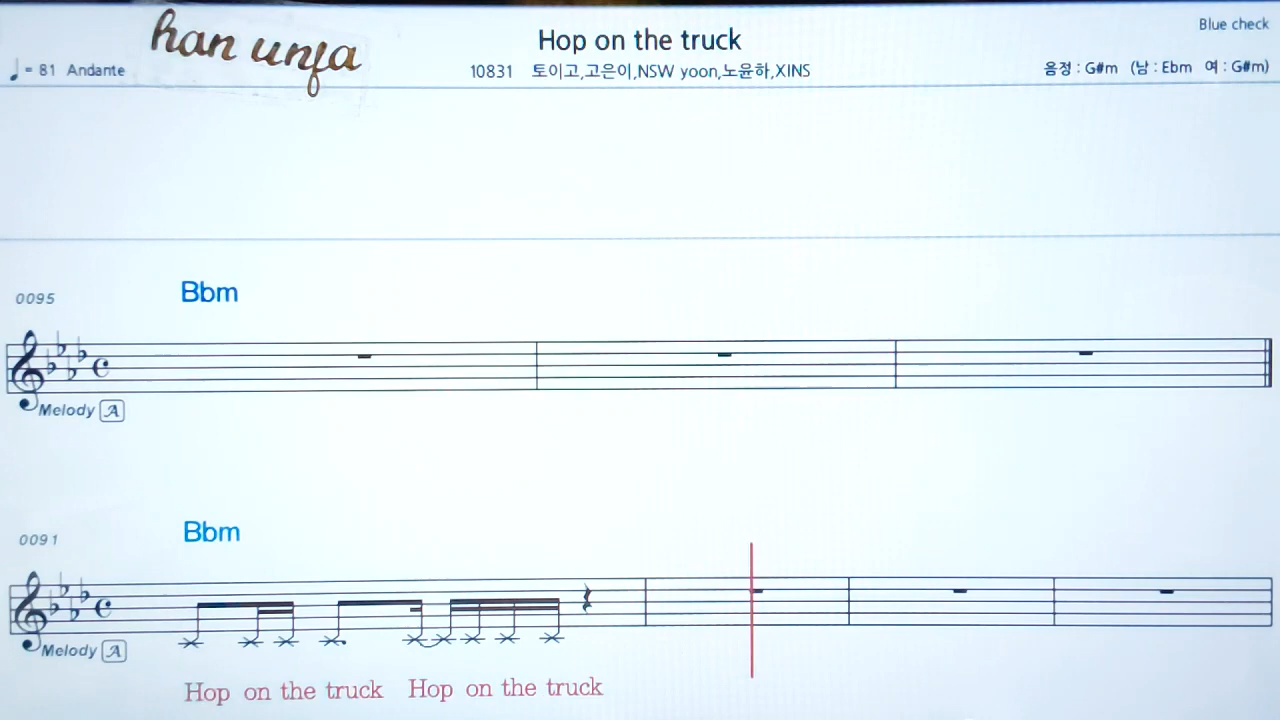 han unja
Hop on the truck
Blue check
♩ = 81 Andante
10831 토이고,고은이,NSW yoon,노윤하,XINS
음정 : G#m (남 : Ebm 여 : G#m)
0095
Bbm
Melody A
0091
Bbm
Melody A
Hop on the truck Hop on the truck